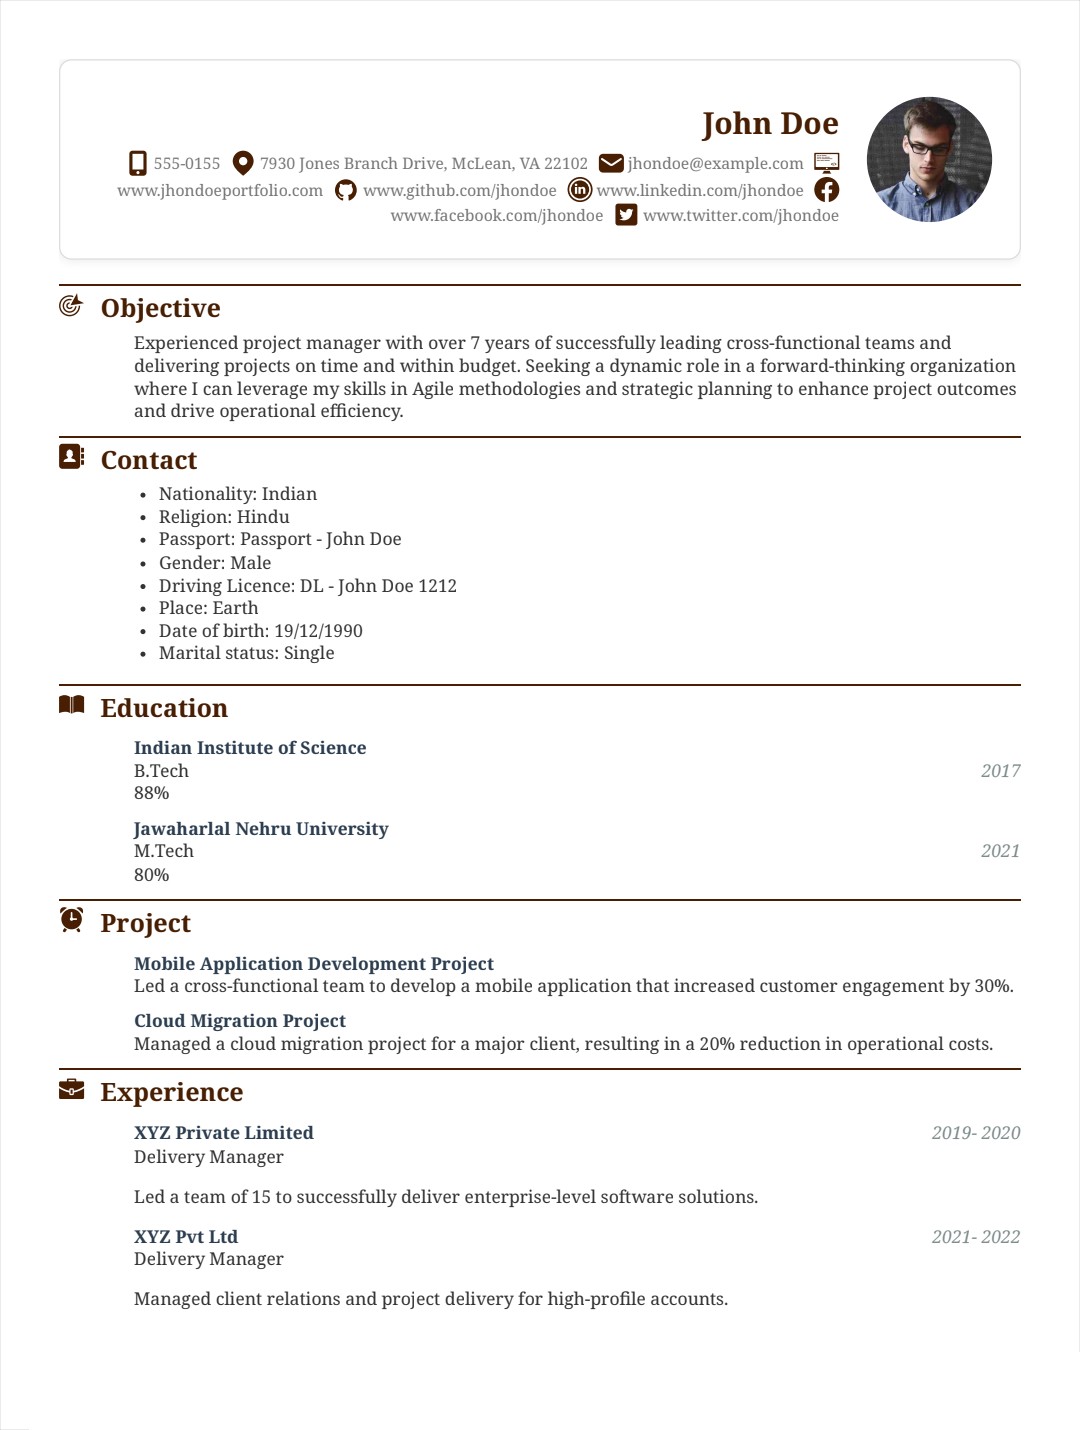 John Doe
555-0155 7930 Jones Branch Drive, McLean, VA 22102 jhondoe@example.com
www.jhondoeportfolio.com www.github.com/jhondoe www.linkedin.com/jhondoe
www.facebook.com/jhondoe www.twitter.com/jhondoe
Objective
Experienced project manager with over 7 years of successfully leading cross-functional teams and
delivering projects on time and within budget. Seeking a dynamic role in a forward-thinking organization
where I can leverage my skills in Agile methodologies and strategic planning to enhance project outcomes
and drive operational efficiency.
Contact
• Nationality: Indian
• Religion: Hindu
• Passport: Passport - John Doe
• Gender: Male
• Driving Licence: DL - John Doe 1212
• Place: Earth
• Date of birth: 19/12/1990
• Marital status: Single
Education
Indian Institute of Science
B.Tech 2017
88%
Jawaharlal Nehru University
M.Tech 2021
80%
Project
Mobile Application Development Project
Led a cross-functional team to develop a mobile application that increased customer engagement by 30%.
Cloud Migration Project
Managed a cloud migration project for a major client, resulting in a 20% reduction in operational costs.
Experience
XYZ Private Limited 2019- 2020
Delivery Manager
Led a team of 15 to successfully deliver enterprise-level software solutions.
XYZ Pvt Ltd 2021- 2022
Delivery Manager
Managed client relations and project delivery for high-profile accounts.